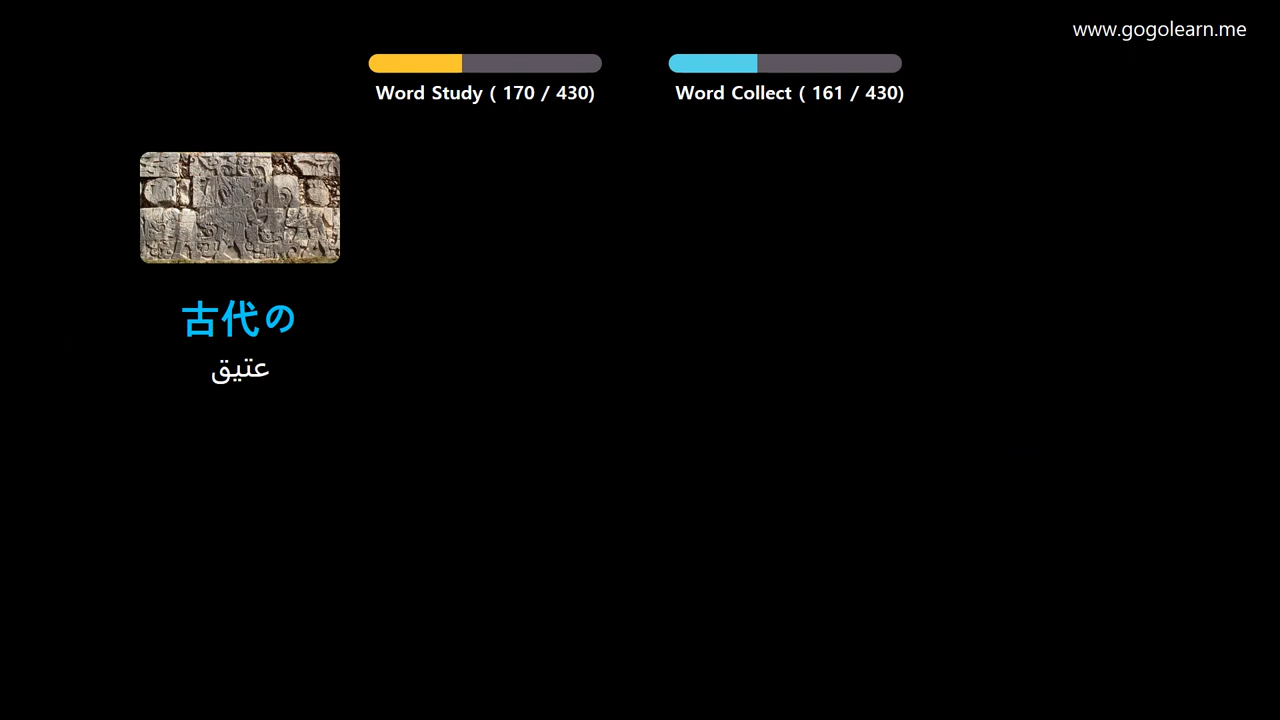 www.gogolearn.me
Word Study ( 170 / 430)
Word Collect ( 161 / 430)
古代の
عتيق